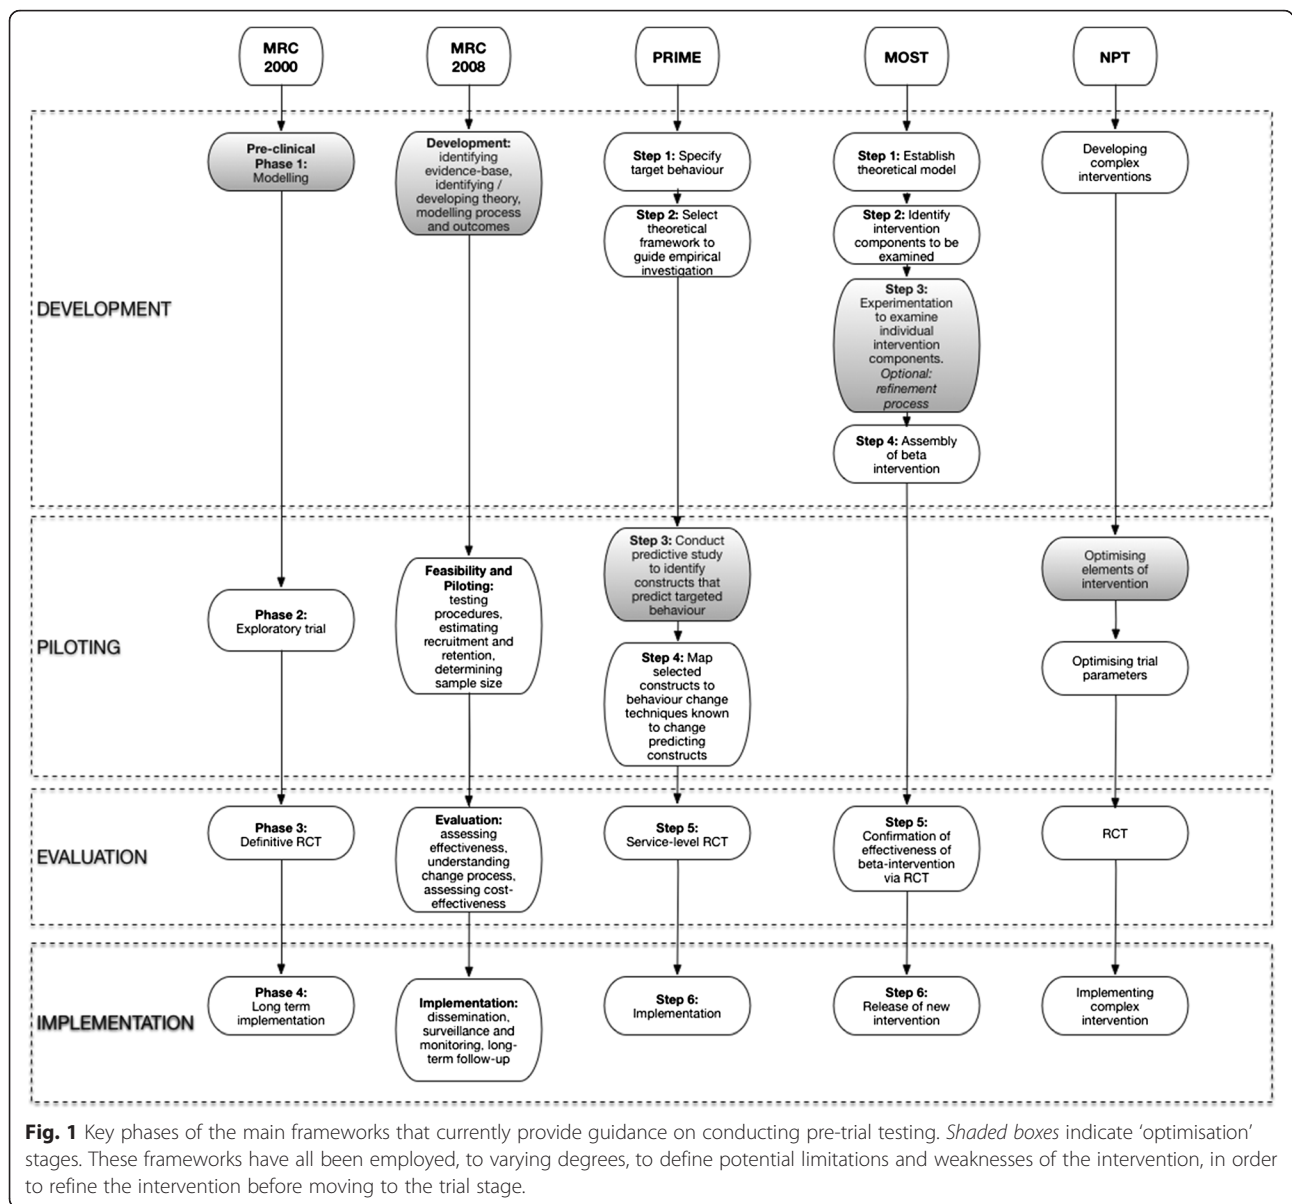 MRC
2000
MRC
2008
PRIME
MOST
NPT
DEVELOPMENT
Pre-clinical
Phase 1:
Modelling
Development:
identifying
evidence-base,
identifying /
developing theory,
modelling process
and outcomes
Step 1: Specify
target behaviour
Step 2: Select
theoretical
framework to
guide empirical
investigation
Step 1: Establish
theoretical model
Step 2: Identify
intervention
components to be
examined
Step 3:
Experimentation
to examine
individual
intervention
components.
Optional:
refinement
process
Step 4: Assembly
of beta
intervention
Developing
complex
interventions
PILOTING
Phase 2:
Exploratory trial
Feasibility and
Piloting:
testing
procedures,
estimating
recruitment and
retention,
determining
sample size
Step 3: Conduct
predictive study
to identify
constructs that
predict targeted
behaviour
Step 4: Map
selected
constructs to
behaviour change
techniques known
to change
predicting
constructs
Optimising
elements of
intervention
Optimising trial
parameters
EVALUATION
Phase 3:
Definitive RCT
Evaluation:
assessing
effectiveness,
understanding
change process,
assessing cost-
effectiveness
Step 5:
Service-level RCT
Step 5:
Confirmation of
effectiveness of
beta-intervention
via RCT
RCT
IMPLEMENTATION
Phase 4:
Long term
implementation
Implementation:
dissemination,
surveillance and
monitoring, long-
term follow-up
Step 6:
Implementation
Step 6:
Release of new
intervention
Implementing
complex
intervention
Fig. 1 Key phases of the main frameworks that currently provide guidance on conducting pre-trial testing. Shaded boxes indicate ‘optimisation’
stages. These frameworks have all been employed, to varying degrees, to define potential limitations and weaknesses of the intervention, in order
to refine the intervention before moving to the trial stage.